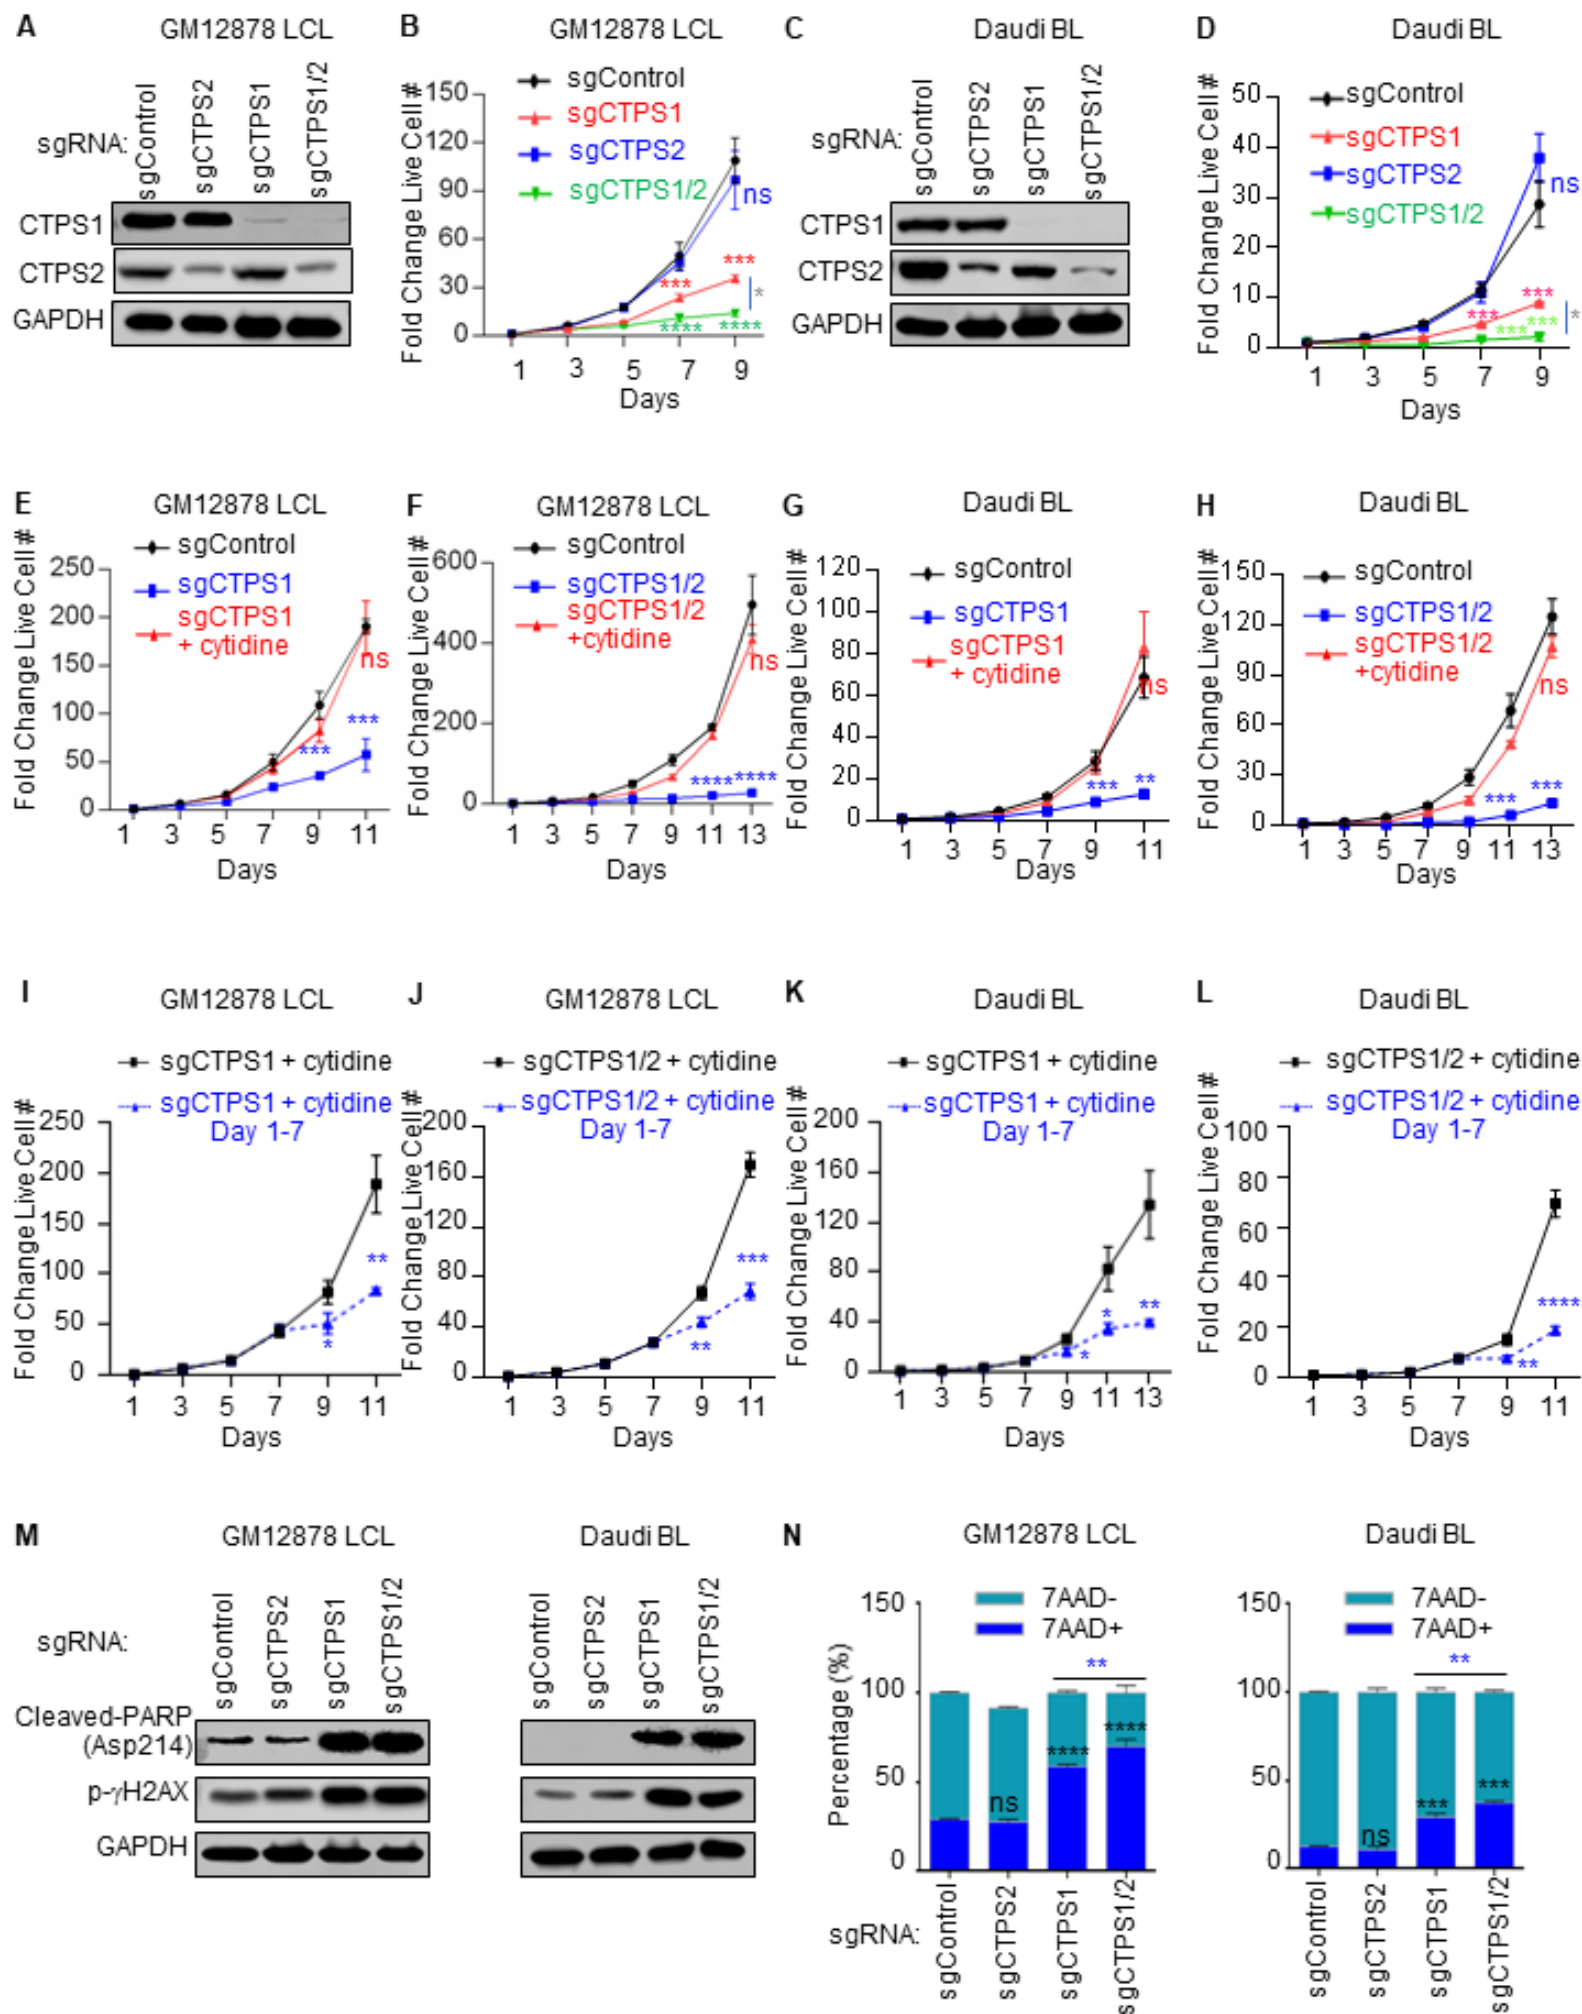 A
GM12878 LCL
sgRNA:
sgControl
sgCTPS2
sgCTPS1
sgCTPS1/2
CTPS1
CTPS2
GAPDH
B
GM12878 LCL
sgControl
sgCTPS1
sgCTPS2
sgCTPS1/2
Fold Change Live Cell #
150
120
90
60
30
0
ns
***
***
*
****
****
1 3 5 7 9
Days
C
Daudi BL
sgRNA:
sgControl
sgCTPS2
sgCTPS1
sgCTPS1/2
CTPS1
CTPS2
GAPDH
D
Daudi BL
sgControl
sgCTPS1
sgCTPS2
sgCTPS1/2
Fold Change Live Cell #
50
40
30
20
10
0
ns
***
***
***
***
*
1 3 5 7 9
Days
E
GM12878 LCL
sgControl
sgCTPS1
sgCTPS1
+ cytidine
Fold Change Live Cell #
250
200
150
100
50
0
ns
***
***
1 3 5 7 9 11
Days
F
GM12878 LCL
sgControl
sgCTPS1/2
sgCTPS1/2
+cytidine
Fold Change Live Cell #
600
400
200
0
ns
**** ****
1 3 5 7 9 11 13
Days
G
Daudi BL
sgControl
sgCTPS1
sgCTPS1
+ cytidine
Fold Change Live Cell #
120
100
80
60
40
20
0
ns
*** **
1 3 5 7 9 11
Days
H
Daudi BL
sgControl
sgCTPS1/2
sgCTPS1/2
+cytidine
Fold Change Live Cell #
150
120
90
60
30
0
ns
*** ***
1 3 5 7 9 11 13
Days
I
GM12878 LCL
sgCTPS1 + cytidine
sgCTPS1 + cytidine
Day 1-7
Fold Change Live Cell #
250
200
150
100
50
0
**
*
1 3 5 7 9 11
Days
J
GM12878 LCL
sgCTPS1/2 + cytidine
sgCTPS1/2 + cytidine
Day 1-7
Fold Change Live Cell #
200
160
120
80
40
0
***
**
1 3 5 7 9 11
Days
K
Daudi BL
sgCTPS1 + cytidine
sgCTPS1 + cytidine
Day 1-7
Fold Change Live Cell #
200
160
120
80
40
0
* **
*
1 3 5 7 9 11 13
Days
L
Daudi BL
sgCTPS1/2 + cytidine
sgCTPS1/2 + cytidine
Day 1-7
Fold Change Live Cell #
100
80
60
40
20
0
****
**
1 3 5 7 9 11
Days
M
GM12878 LCL
Daudi BL
sgRNA:
sgControl
sgCTPS2
sgCTPS1
sgCTPS1/2
sgControl
sgCTPS2
sgCTPS1
sgCTPS1/2
Cleaved-PARP
(Asp214)
p-γH2AX
GAPDH
N
GM12878 LCL
7AAD-
7AAD+
Percentage (%)
150
100
50
0
**
ns
****
****
sgRNA:
sgControl
sgCTPS2
sgCTPS1
sgCTPS1/2
Daudi BL
7AAD-
7AAD+
150
100
50
0
**
ns
***
***
sgControl
sgCTPS2
sgCTPS1
sgCTPS1/2